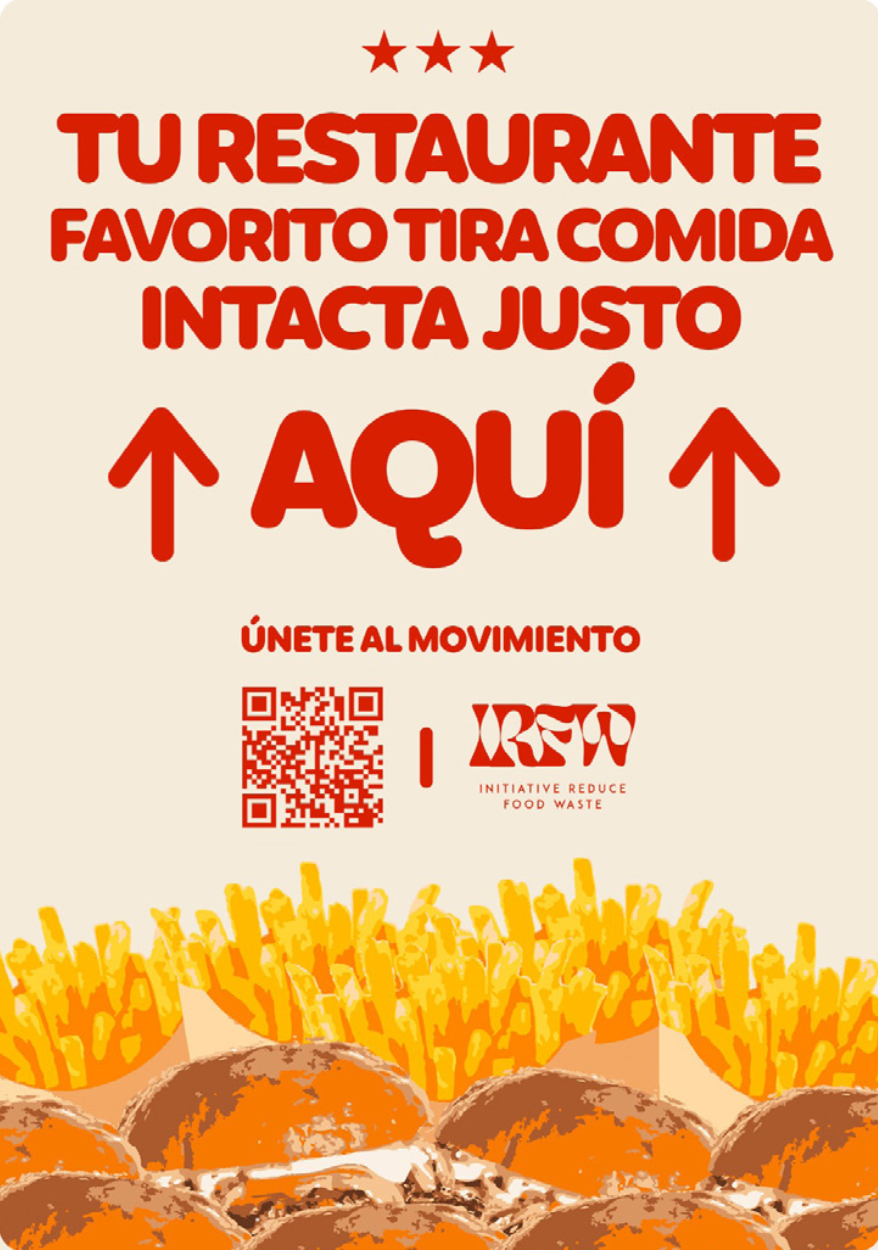 TU RESTAURANTE
FAVORITO TIRA COMIDA
INTACTA JUSTO
AQUÍ
ÚNETE AL MOVIMIENTO
IRFW
INITIATIVE REDUCE
FOOD WASTE